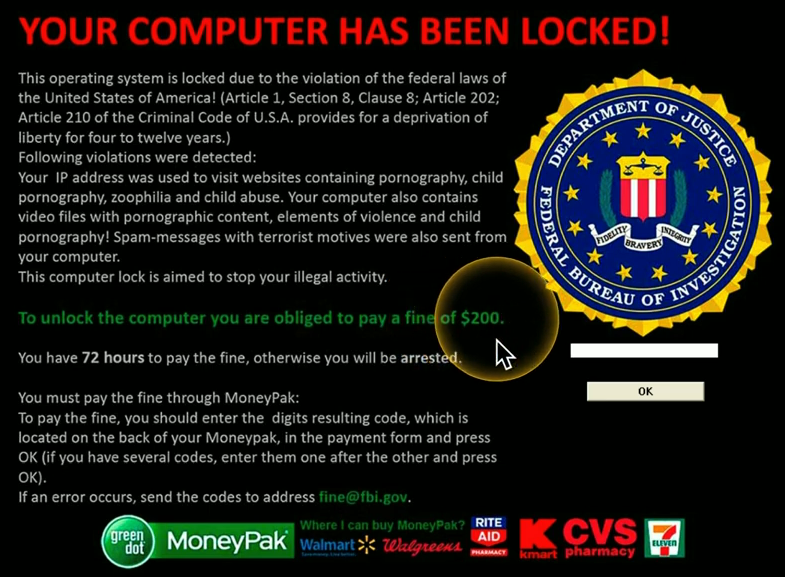 YOUR COMPUTER HAS BEEN LOCKED!
This operating system is locked due to the violation of the federal laws of
the United States of America! (Article 1, Section 8, Clause 8; Article 202;
Article 210 of the Criminal Code of U.S.A. provides for a deprivation of
liberty for four to twelve years.)
Following violations were detected:
Your IP address was used to visit websites containing pornography, child
pornography, zoophilia and child abuse. Your computer also contains
video files with pornographic content, elements of violence and child
pornography! Spam-messages with terrorist motives were also sent from
your computer.
This computer lock is aimed to stop your illegal activity.
To unlock the computer you are obliged to pay a fine of $200.
You have 72 hours to pay the fine, otherwise you will be arrested.
You must pay the fine through MoneyPak:
To pay the fine, you should enter the digits resulting code, which is
located on the back of your Moneypak, in the payment form and press
OK (if you have several codes, enter them one after the other and press
OK).
If an error occurs, send the codes to address fine@fbi.gov.
DEPARTMENT OF JUSTICE
FIDELITY BRAVERY INTEGRITY
FEDERAL BUREAU OF INVESTIGATION
OK
green dot MoneyPak
Where I can buy MoneyPak?
Walmart Walgreens
RITE AID PHARMACY
K kmart
CVS pharmacy
7 ELEVEN